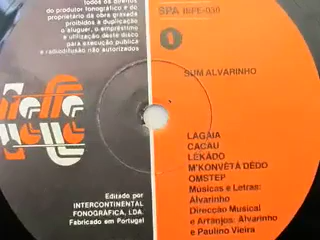 todos os direitos
do produtor fonográfico e do
proprietário da obra gravada
proibidos a duplicação
o aluguer, o empréstimo
e utilização deste disco
para execução pública
e radiodifusão não autorizados
Editado por
INTERCONTINENTAL
FONOGRÁFICA, LDA.
Fabricado em Portugal
SPA INPE-030
1
SUM ALVARINHO
LAGAIA
CACAU
LEKÁDO
M'KONVÊTÁ DÊDO
OMSTEP
Músicas e Letras:
Alvarinho
Direcção Musical
e Arranjos: Alvarinho
e Paulino Vieira